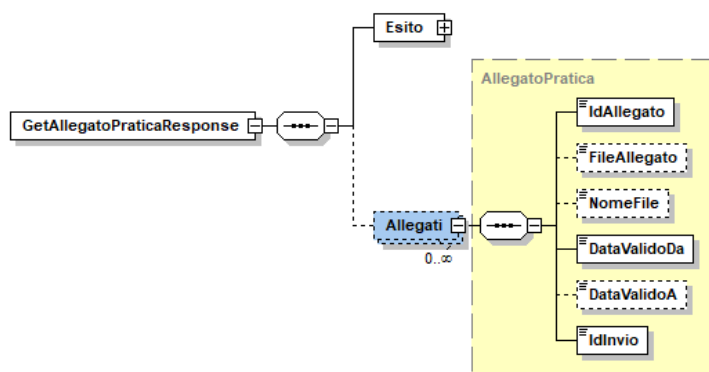 Esito
AllegatoPratica
GetAllegatoPraticaResponse
IdAllegato
FileAllegato
NomeFile
Allegati
0..∞
DataValidoDa
DataValidoA
IdInvio